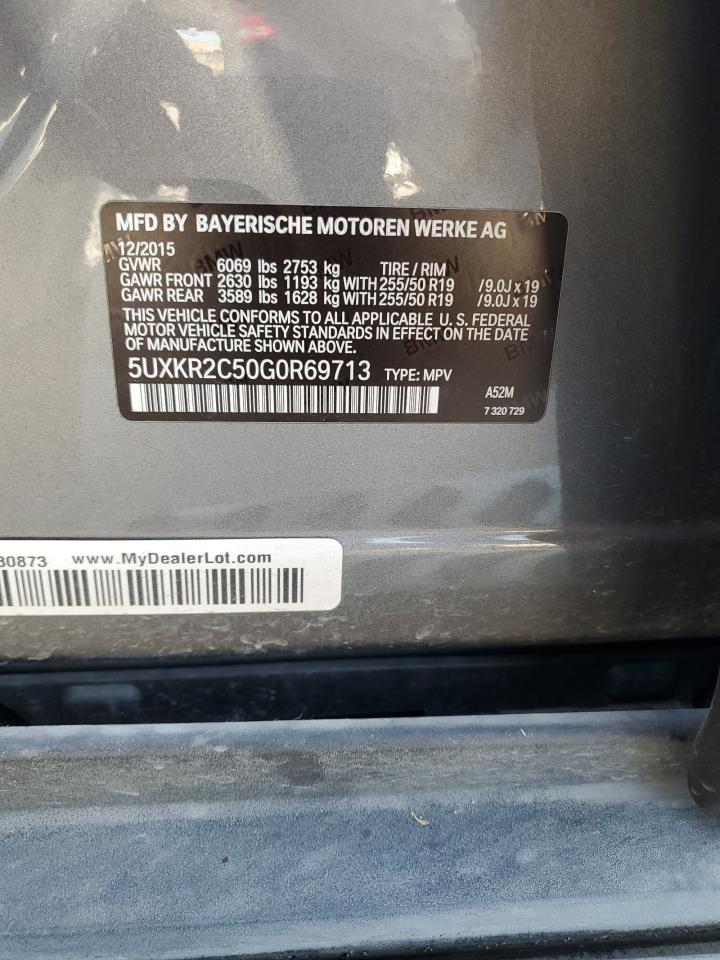 MFD BY BAYERISCHE MOTOREN WERKE AG
12/2015
GVWR 6069 lbs 2753 kg TIRE / RIM
GAWR FRONT 2630 lbs 1193 kg WITH 255/50 R19 /9.0J x 19
GAWR REAR 3589 lbs 1628 kg WITH 255/50 R19 /9.0J x 19
THIS VEHICLE CONFORMS TO ALL APPLICABLE U. S. FEDERAL
MOTOR VEHICLE SAFETY STANDARDS IN EFFECT ON THE DATE
OF MANUFACTURE SHOWN ABOVE.
5UXKR2C50G0R69713 TYPE: MPV
A52M
7 320 729
30873 www.MyDealerLot.com